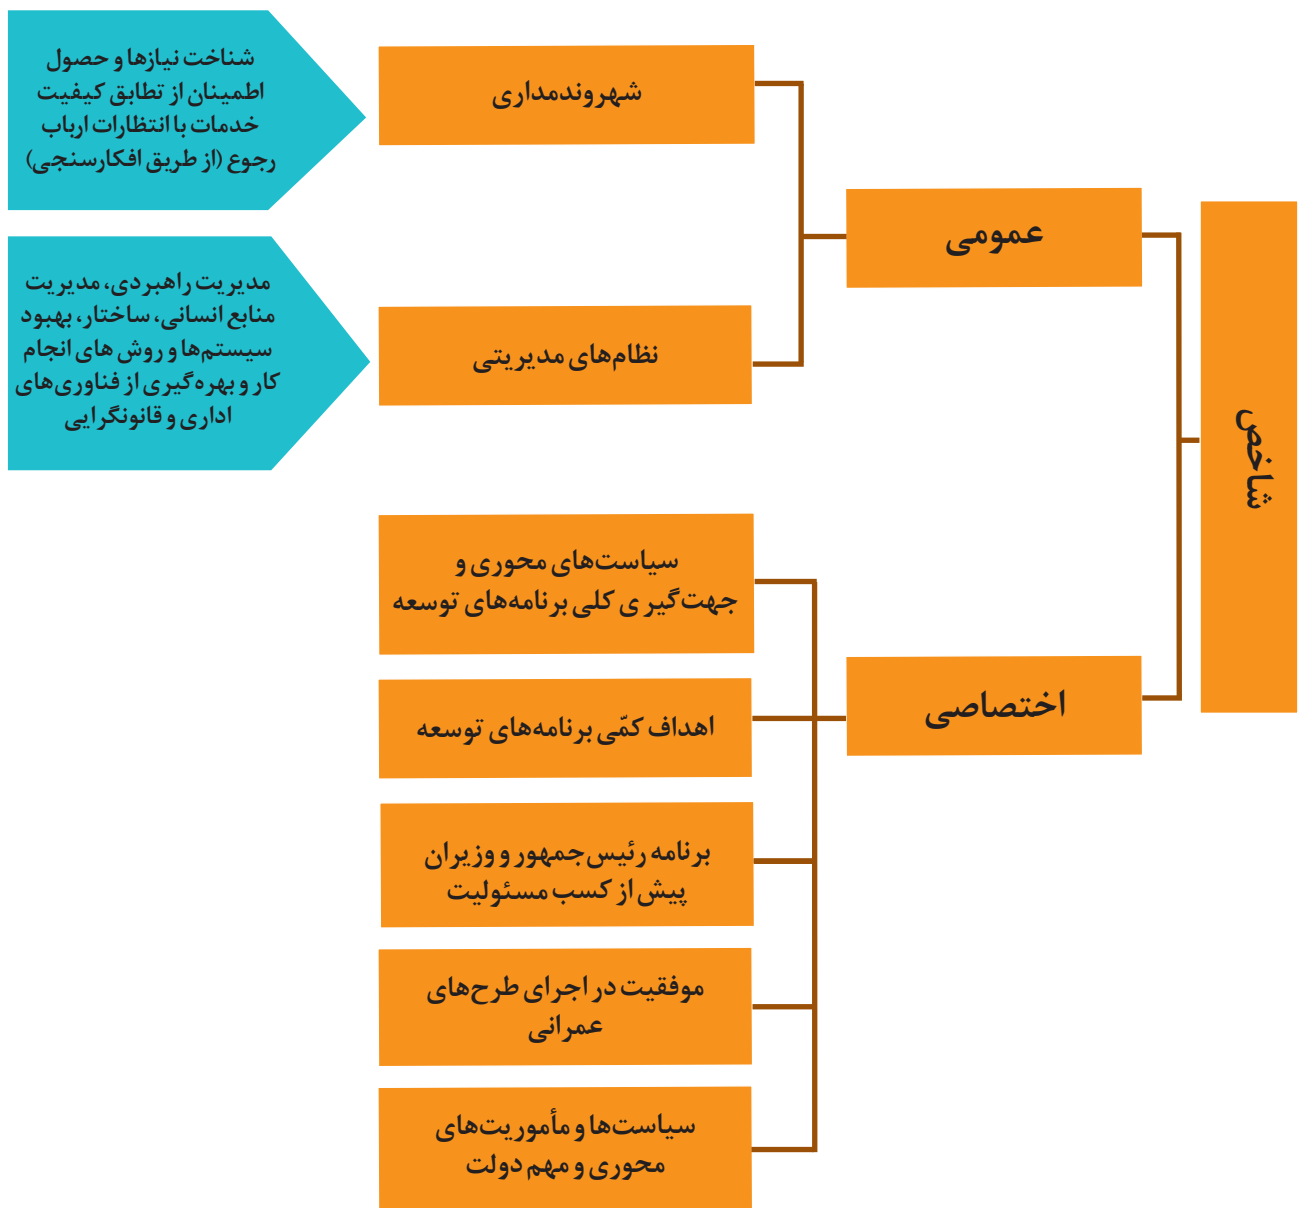 شاخص
عمومی
شهروندمداری
شناخت نیازها و حصول
اطمینان از تطابق کیفیت
خدمات با انتظارات ارباب
رجوع (از طریق افکارسنجی)
نظام‌های مدیریتی
مدیریت راهبردی، مدیریت
منابع انسانی، ساختار، بهبود
سیستم‌ها و روش های انجام
کار و بهره‌گیری از فناوری‌های
اداری و قانونگرایی
اختصاصی
سیاست‌های محوری و
جهت‌گیر ی کلی برنامه‌های توسعه
اهداف کمّی برنامه‌های توسعه
برنامه رئیس‌جمهور و وزیران
پیش از کسب مسئولیت
موفقیت در اجرای طرح‌های
عمرانی
سیاست‌ها و مأموریت‌های
محوری و مهم دولت